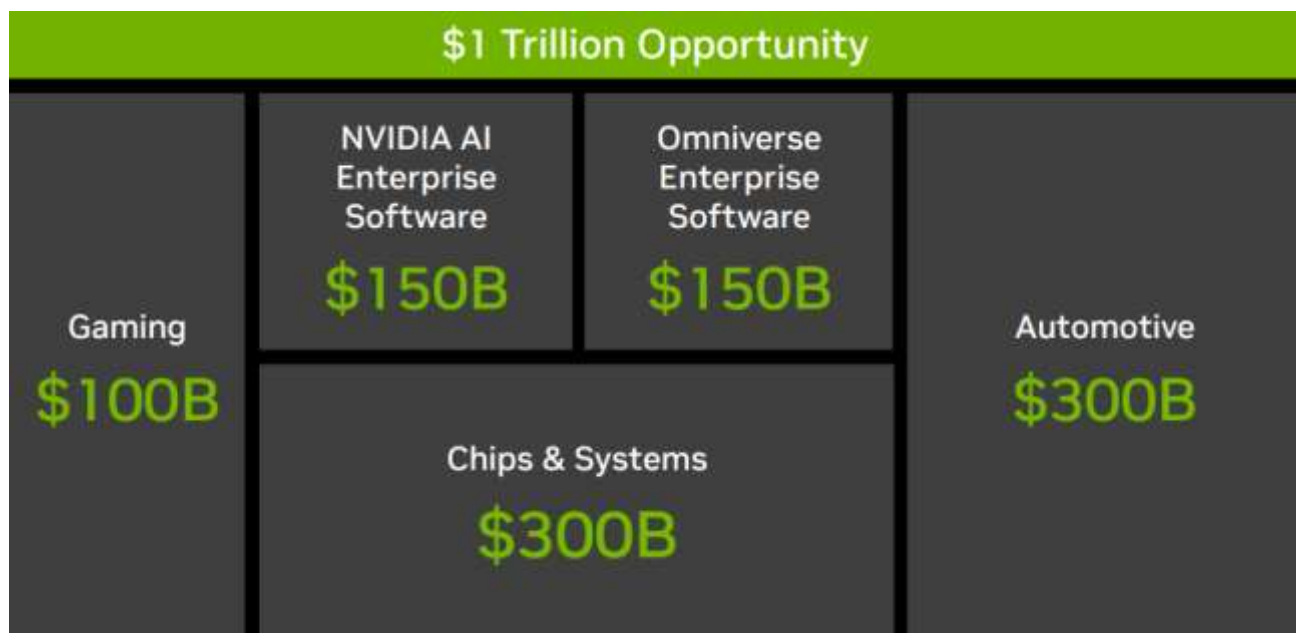 $1 Trillion Opportunity
Gaming
$100B
NVIDIA AI
Enterprise
Software
$150B
Omniverse
Enterprise
Software
$150B
Chips & Systems
$300B
Automotive
$300B